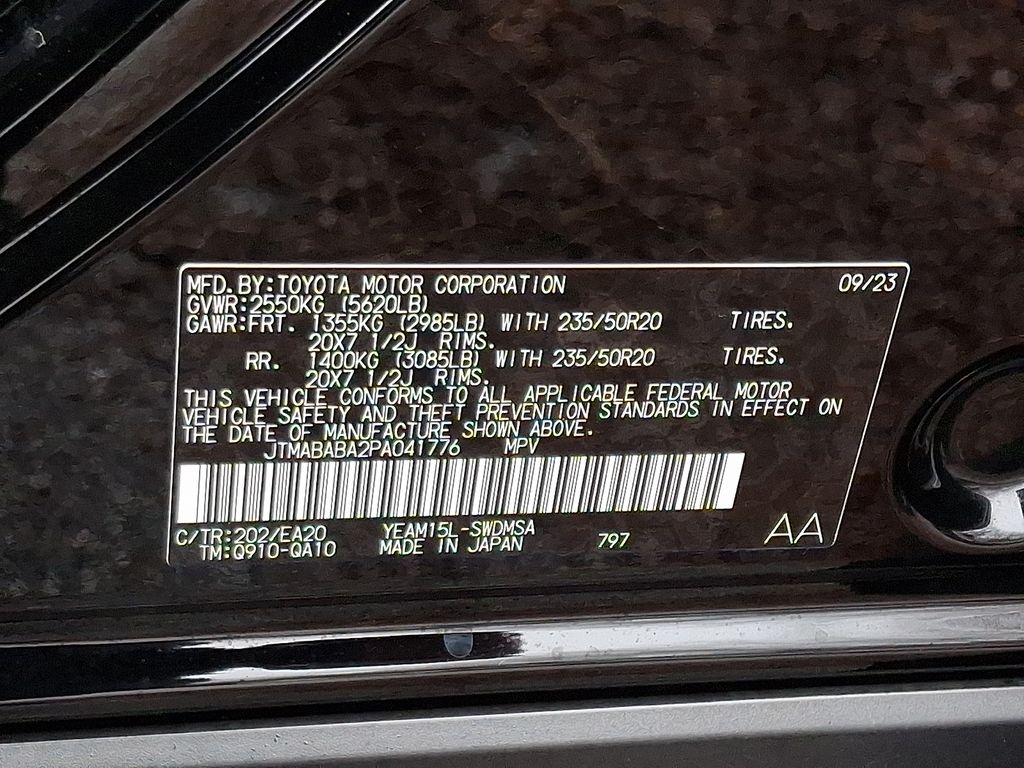 MFD. BY: TOYOTA MOTOR CORPORATION 09/23
GVWR: 2550KG (5620LB)
GAWR: FRT. 1355KG (2985LB) WITH 235/50R20 TIRES.
20X7 1/2J RIMS.
RR. 1400KG (3085LB) WITH 235/50R20 TIRES.
20X7 1/2J RIMS.
THIS VEHICLE CONFORMS TO ALL APPLICABLE FEDERAL MOTOR
VEHICLE SAFETY AND THEFT PREVENTION STANDARDS IN EFFECT ON
THE DATE OF MANUFACTURE SHOWN ABOVE.
JTMABABA2PA041776 MPV
C/TR: 202/EA20 YEAM15L-SWDMSA
TM: Q910-QA10 MADE IN JAPAN 797 AA